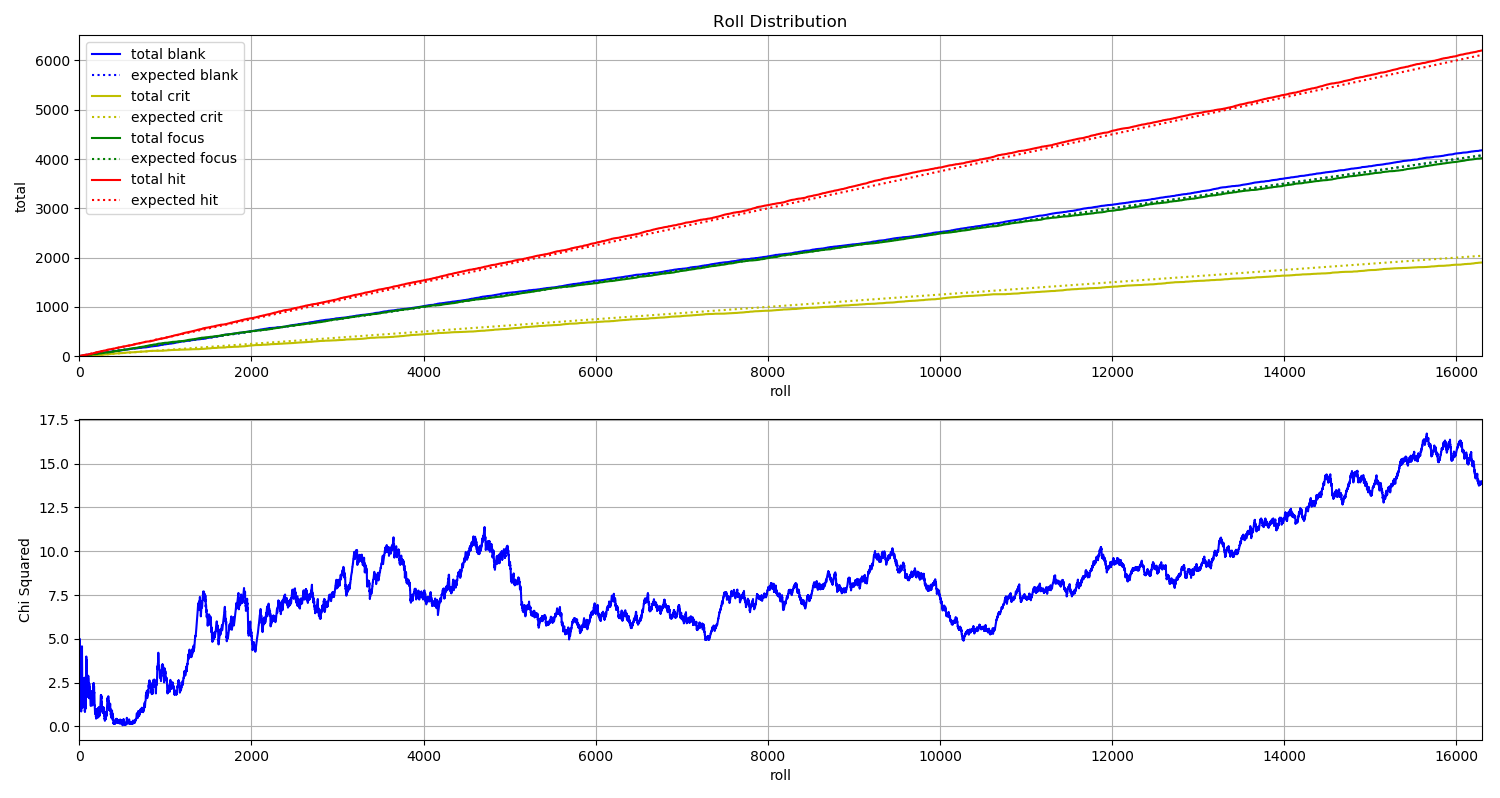 Roll Distribution
total blank
expected blank
total crit
expected crit
total focus
expected focus
total hit
expected hit
total
6000
5000
4000
3000
2000
1000
0
0 2000 4000 6000 8000 10000 12000 14000 16000
roll
Chi Squared
17.5
15.0
12.5
10.0
7.5
5.0
2.5
0.0
0 2000 4000 6000 8000 10000 12000 14000 16000
roll